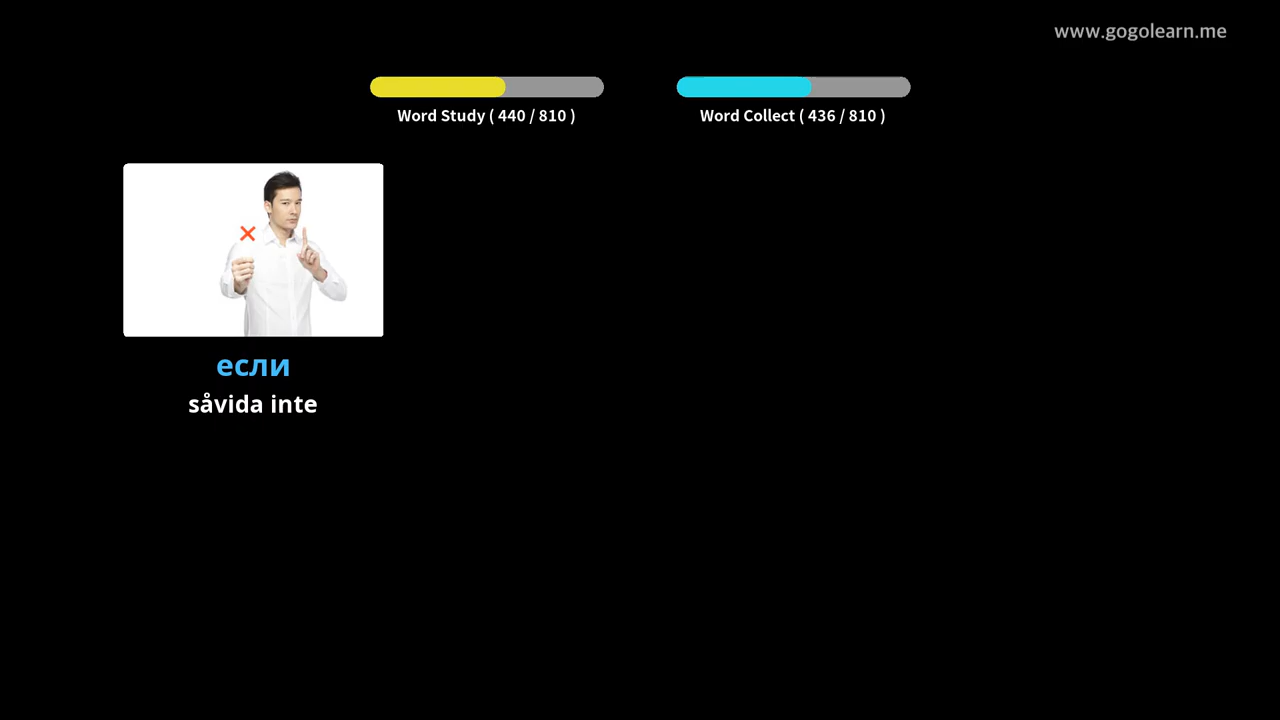 www.gogolearn.me
Word Study ( 440 / 810 )
Word Collect ( 436 / 810 )
если
såvida inte